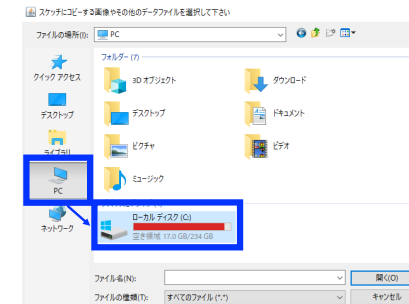 スケッチにコピーする画像やその他のデータファイルを選択して下さい
ファイルの場所(I):
PC
フォルダー (7)
3D オブジェクト
ダウンロード
デスクトップ
ドキュメント
ピクチャ
ビデオ
ミュージック
クイック アクセス
デスクトップ
ライブラリ
PC
ネットワーク
ローカル ディスク (C:)
空き領域 17.0 GB/234 GB
ファイル名(N):
開く(O)
ファイルの種類(T):
すべてのファイル (*.*)
キャンセル